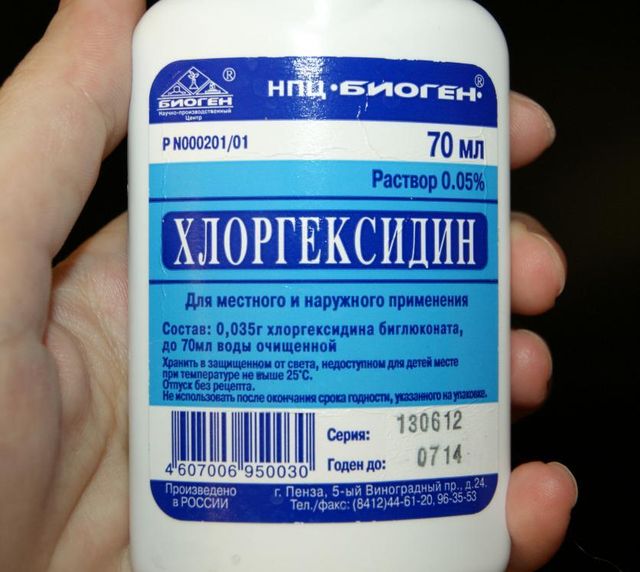 БИОГЕН ®
Научно-производственный
Центр
НПЦ·БИОГЕН·®
Р N000201/01
70 мл
Раствор 0.05%
ХЛОРГЕКСИДИН
Для местного и наружного применения
Состав: 0,035г хлоргексидина биглюконата,
до 70мл воды очищенной
Хранить в защищенном от света, недоступном для детей месте
при температуре не выше 25°С.
Отпуск без рецепта.
Не использовать после окончания срока годности, указанного на упаковке.
Серия: 130612
Годен до: 0714
4 607006 950030
Произведено
в РОССИИ
г. Пенза, 5-ый Виноградный пр., д.24.
Тел./факс: (8412)44-61-20, 96-35-53